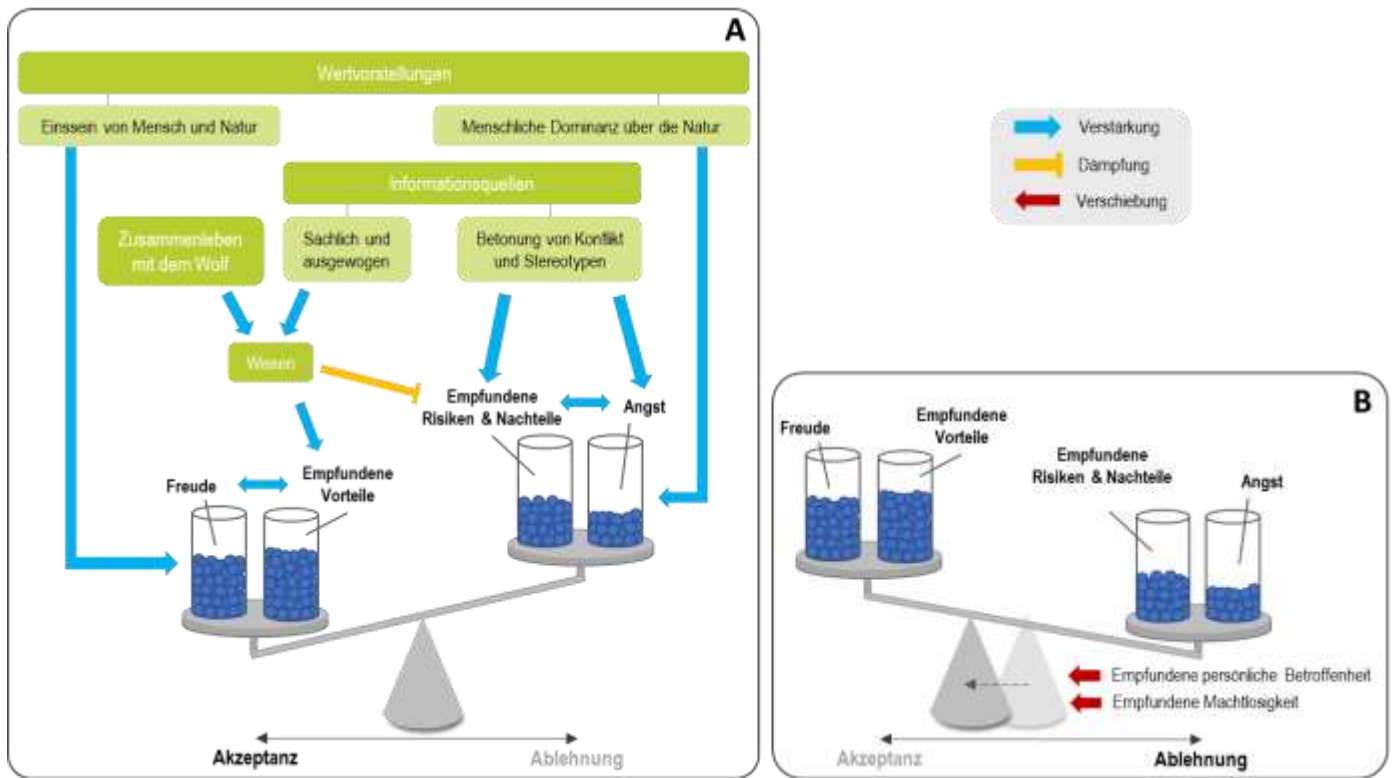 A
Wertvorstellungen
Einssein von Mensch und Natur
Menschliche Dominanz über die Natur
Informationsquellen
Zusammenleben
mit dem Wolf
Sachlich und
ausgewogen
Betonung von Konflikt
und Stereotypen
Wissen
Empfundene
Risiken & Nachteile
Angst
Freude
Empfundene
Vorteile
Akzeptanz
Ablehnung
Verstärkung
Dämpfung
Verschiebung
B
Freude
Empfundene
Vorteile
Empfundene
Risiken & Nachteile
Angst
Empfundene persönliche Betroffenheit
Empfundene Machtlosigkeit
Akzeptanz
Ablehnung